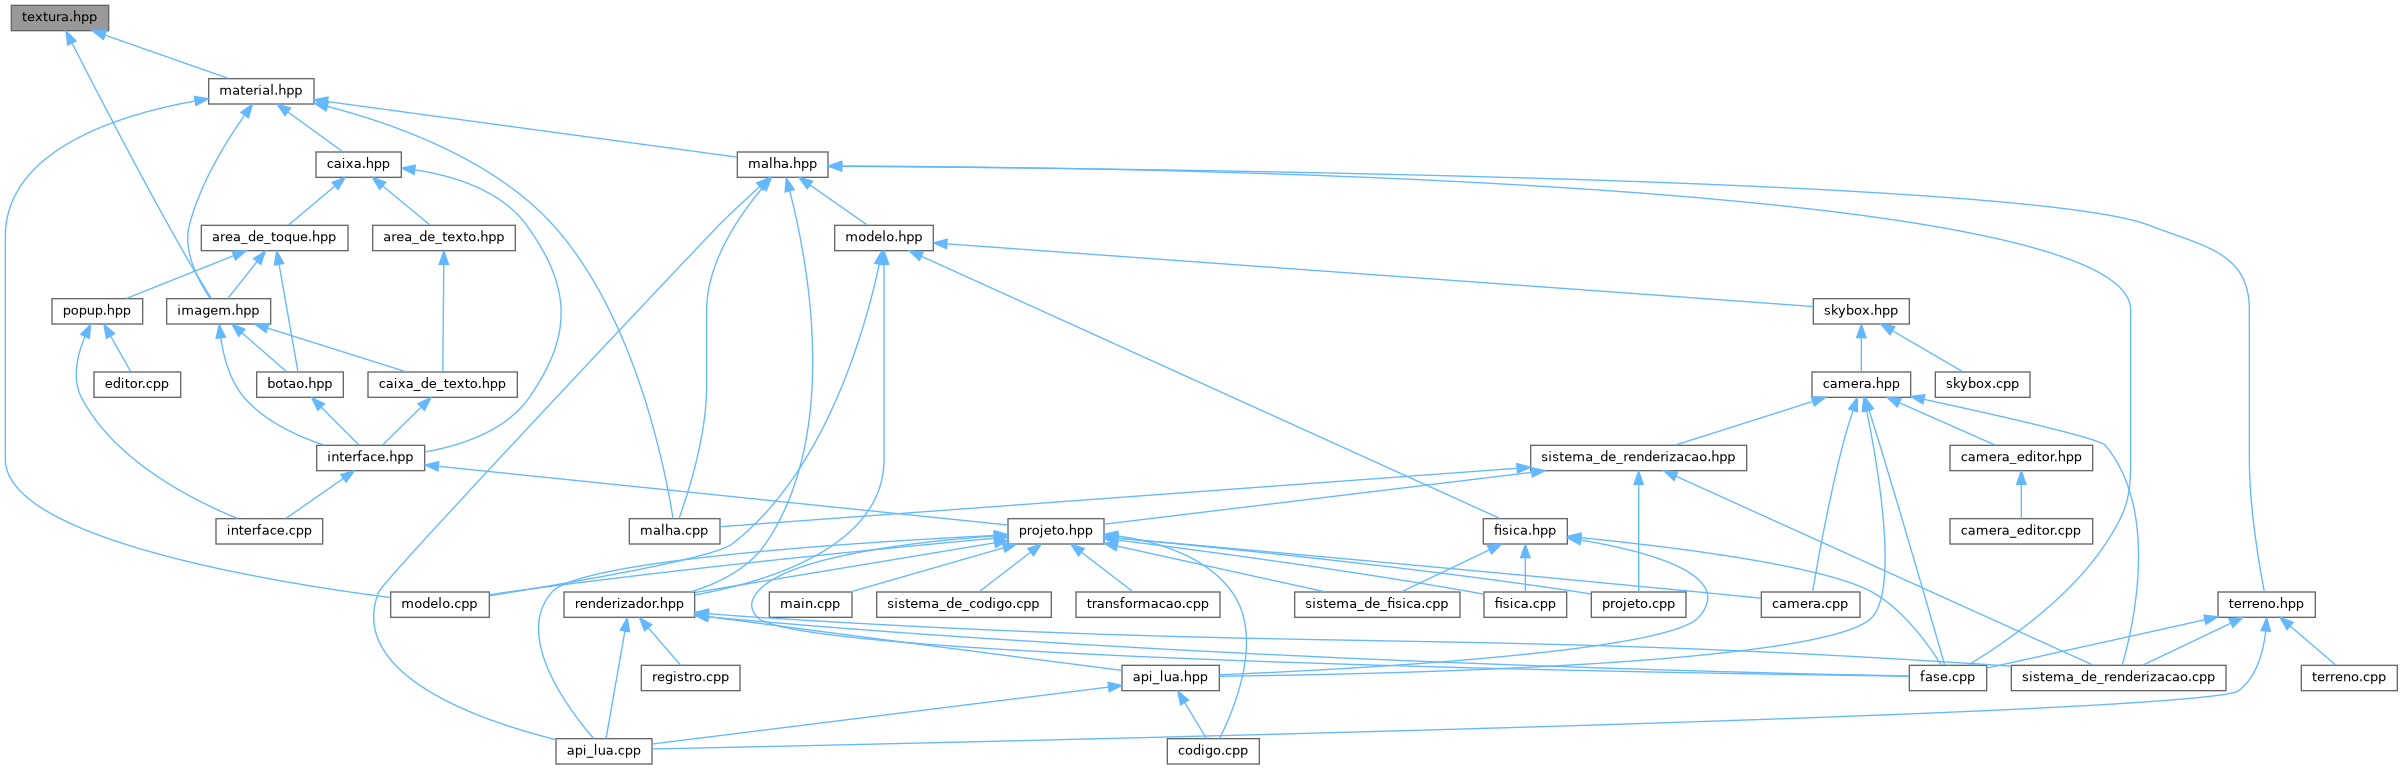 textura.hpp
material.hpp
caixa.hpp
malha.hpp
area_de_toque.hpp
area_de_texto.hpp
modelo.hpp
popup.hpp
imagem.hpp
skybox.hpp
editor.cpp
botao.hpp
caixa_de_texto.hpp
camera.hpp
skybox.cpp
interface.hpp
sistema_de_renderizacao.hpp
camera_editor.hpp
interface.cpp
malha.cpp
projeto.hpp
fisica.hpp
camera_editor.cpp
modelo.cpp
renderizador.hpp
main.cpp
sistema_de_codigo.cpp
transformacao.cpp
sistema_de_fisica.cpp
fisica.cpp
projeto.cpp
camera.cpp
terreno.hpp
registro.cpp
api_lua.hpp
fase.cpp
sistema_de_renderizacao.cpp
terreno.cpp
api_lua.cpp
codigo.cpp